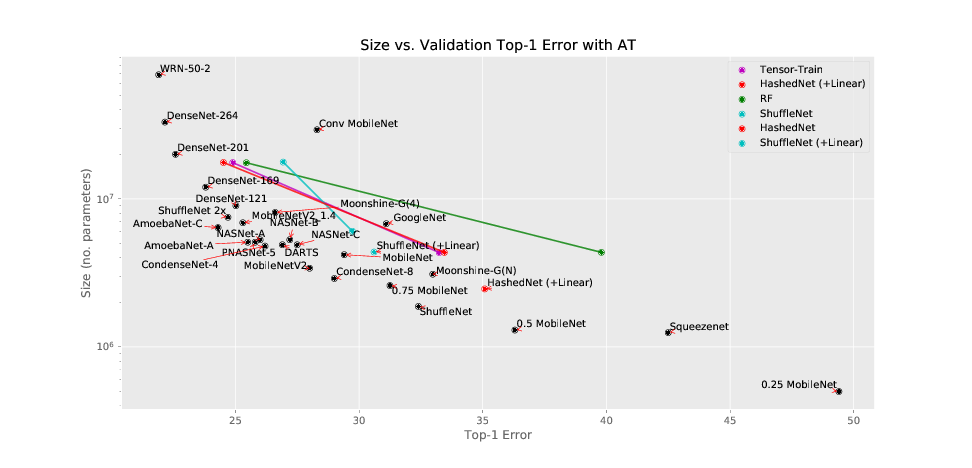 Size vs. Validation Top-1 Error with AT
WRN-50-2
DenseNet-264
Conv MobileNet
DenseNet-201
DenseNet-169
DenseNet-121
Moonshine-G(4)
ShuffleNet 2x
MobileNetV2 1.4
GoogleNet
AmoebaNet-C
NASNet-B
NASNet-A
NASNet-C
AmoebaNet-A
PNASNet-5
DARTS
ShuffleNet (+Linear)
MobileNet
CondenseNet-4
MobileNetV2
CondenseNet-8
Moonshine-G(N)
0.75 MobileNet
HashedNet (+Linear)
ShuffleNet
0.5 MobileNet
Squeezenet
0.25 MobileNet
Tensor-Train
HashedNet (+Linear)
RF
ShuffleNet
HashedNet
ShuffleNet (+Linear)
Size (no. parameters)
10⁷
10⁶
25 30 35 40 45 50
Top-1 Error